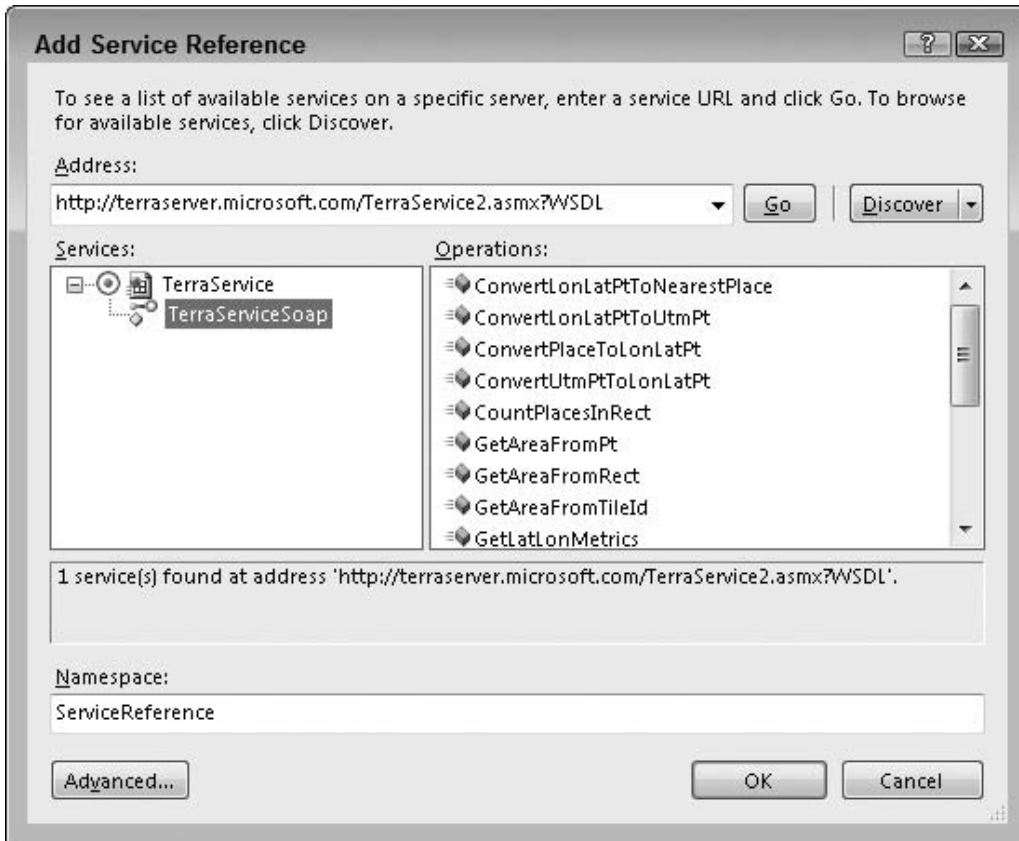 Add Service Reference
To see a list of available services on a specific server, enter a service URL and click Go. To browse
for available services, click Discover.
Address:
http://terraserver.microsoft.com/TerraService2.asmx?WSDL
Go
Discover
Services:
Operations:
TerraService
TerraServiceSoap
ConvertLonLatPtToNearestPlace
ConvertLonLatPtToUtmPt
ConvertPlaceToLonLatPt
ConvertUtmPtToLonLatPt
CountPlacesInRect
GetAreaFromPt
GetAreaFromRect
GetAreaFromTileId
GetLatLonMetrics
1 service(s) found at address 'http://terraserver.microsoft.com/TerraService2.asmx?WSDL'.
Namespace:
ServiceReference
Advanced...
OK
Cancel